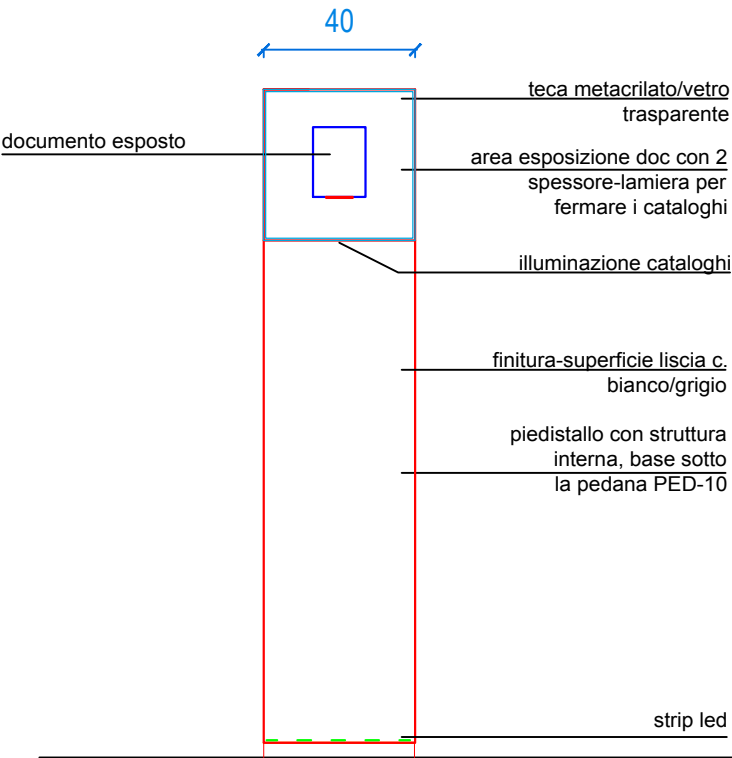 40
teca metacrilato/vetro
trasparente
documento esposto
area esposizione doc con 2
spessore-lamiera per
fermare i cataloghi
illuminazione cataloghi
finitura-superficie liscia c.
bianco/grigio
piedistallo con struttura
interna, base sotto
la pedana PED-10
strip led